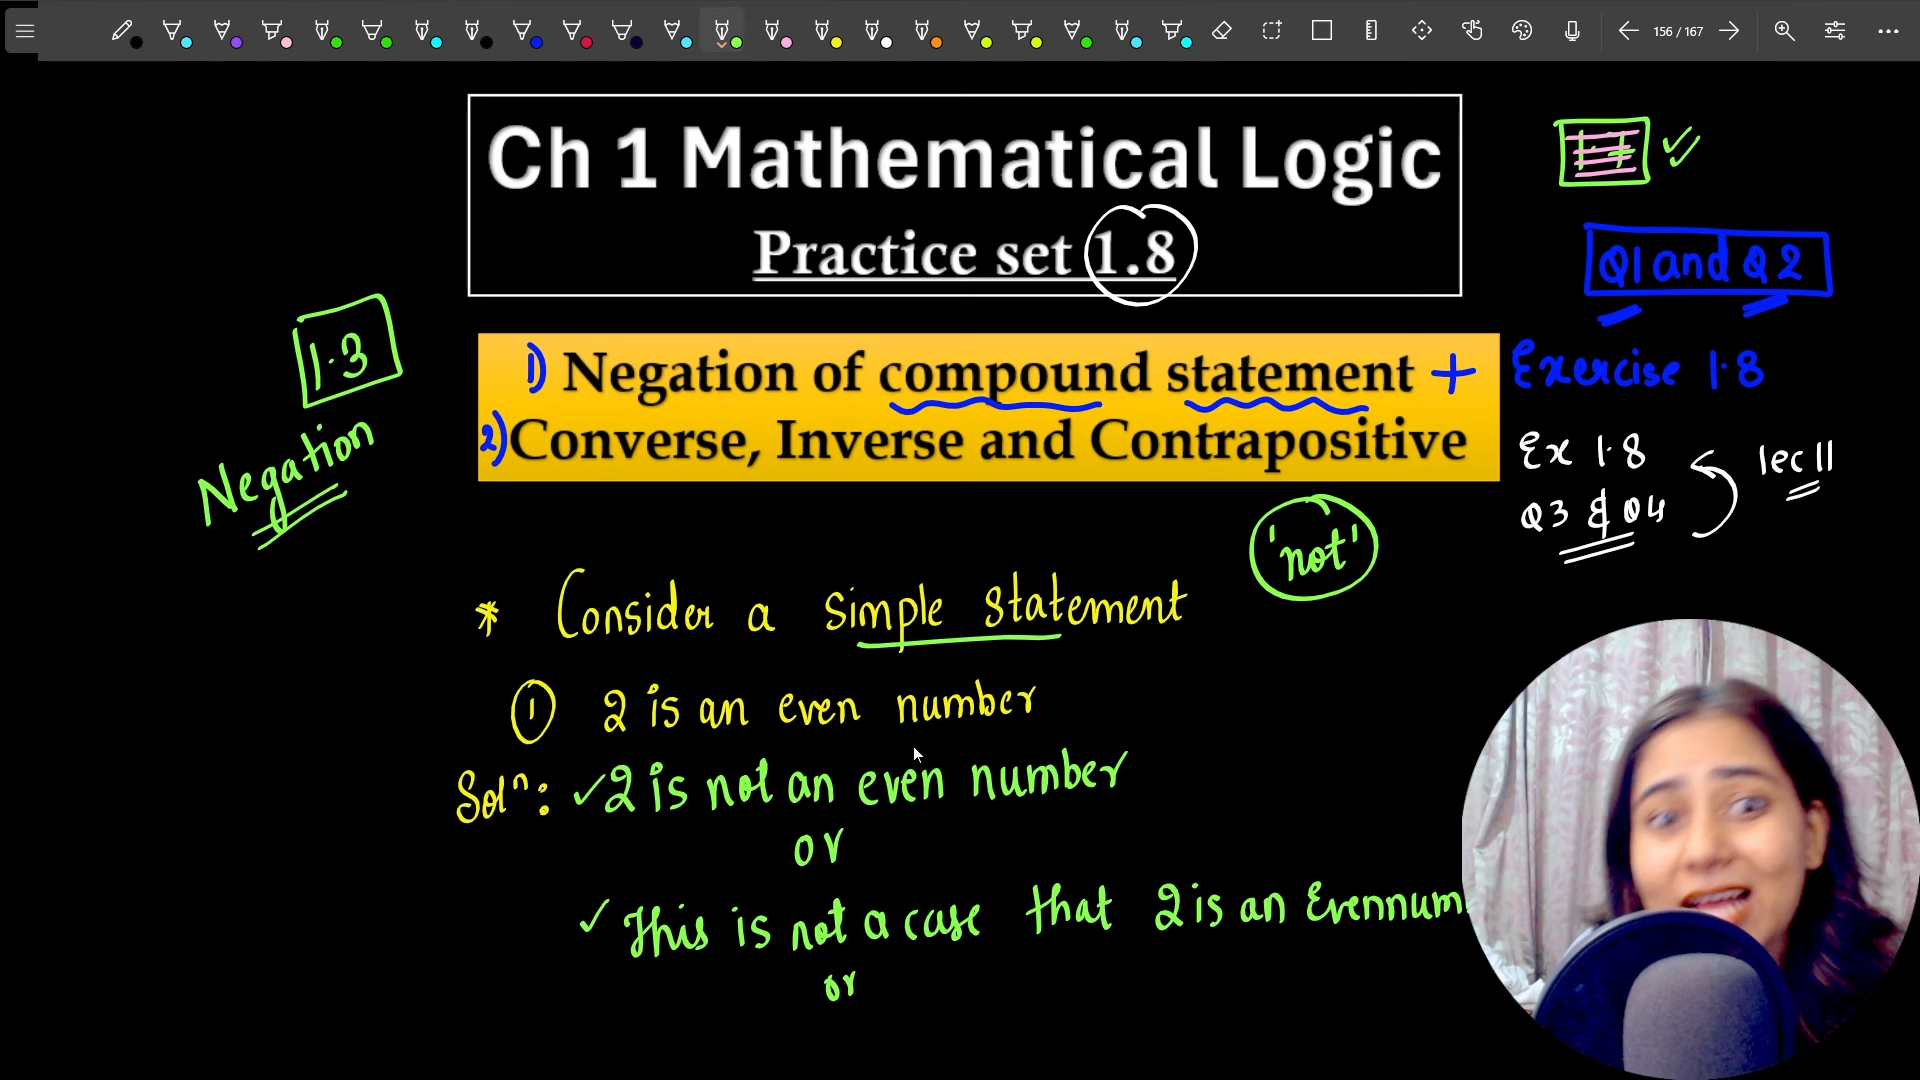 156 / 167
Ch 1 Mathematical Logic
Practice set 1.8
Q1 and Q2
1.3
Negation
1) Negation of compound statement +
2) Converse, Inverse and Contrapositive
Exercise 1.8
Ex 1.8
Q3 & Q4
lec 11
'not'
* Consider a simple statement
① 2 is an even number
Solⁿ: ✓2 is not an even number
or
✓ This is not a case that 2 is an Evennum
or